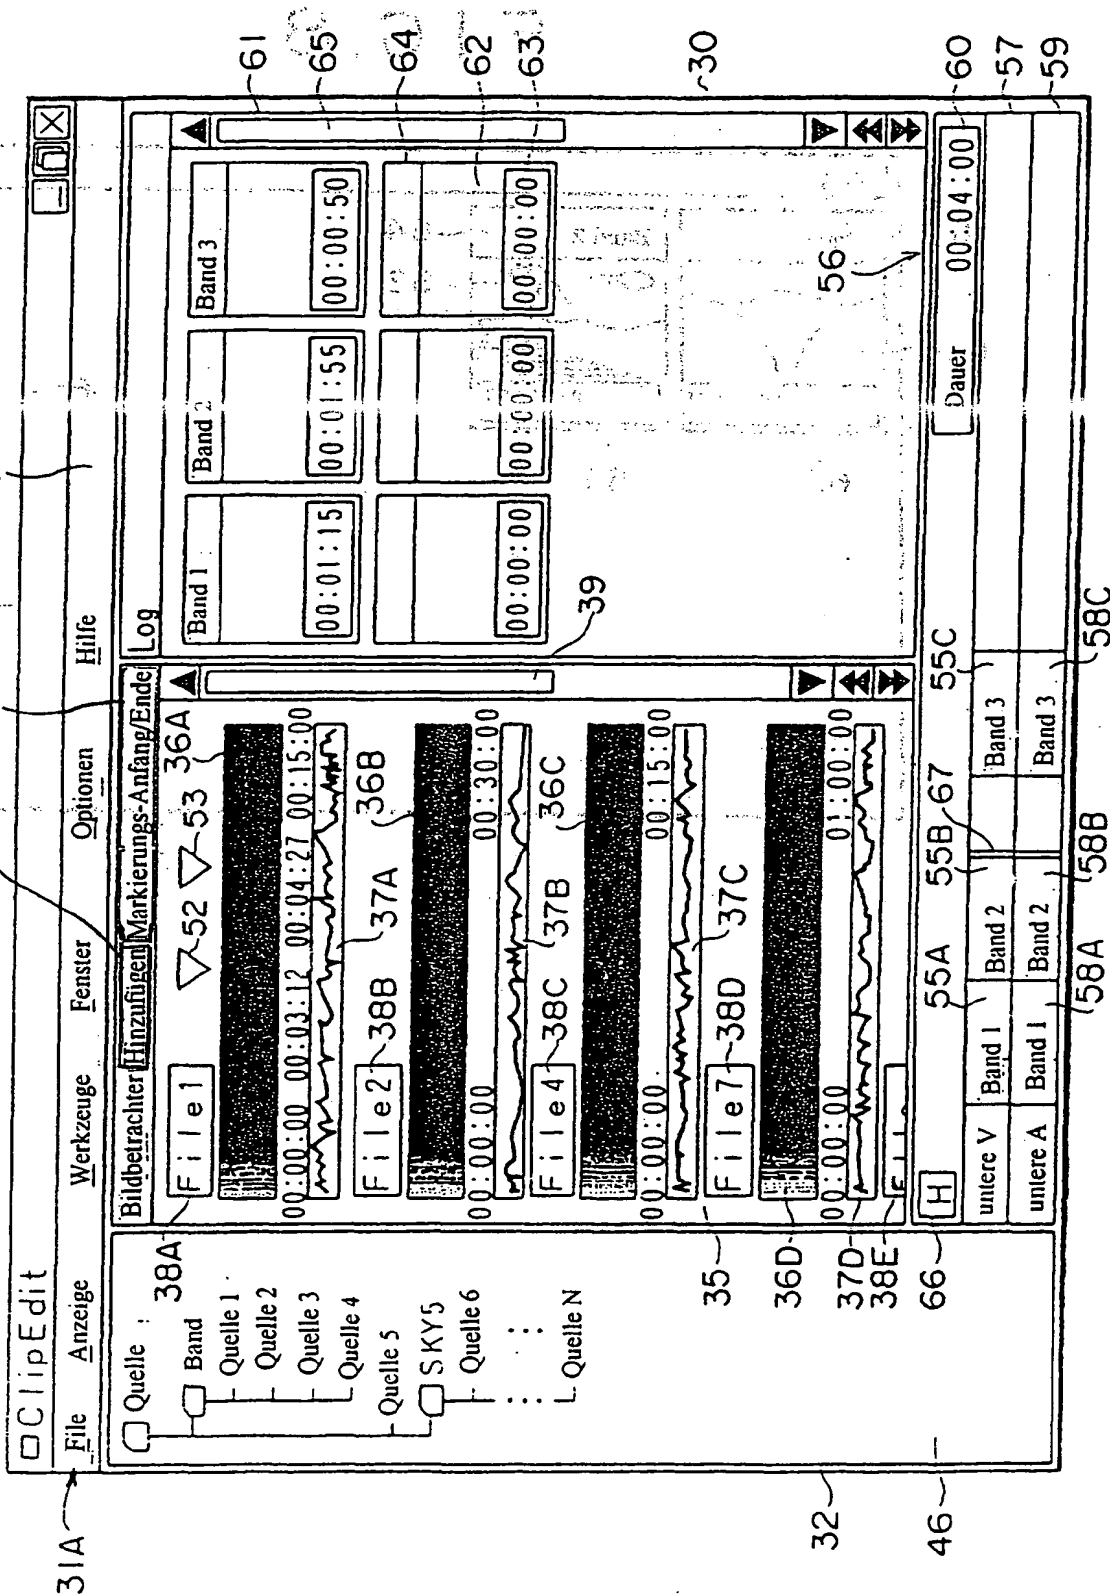 31A
ClipEdit
File Anzeige Werkzeuge Fenster Optionen Hilfe
Quelle :
Band
Quelle 1
Quelle 2
Quelle 3
Quelle 4
Quelle 5
SKY5
Quelle 6
Quelle N
32
46
Bildbetrachter Hinzufügen Markierungs-Anfang/Ende
38A
File1
52
53
36A
00:00:00 00:03:12 00:04:27 00:15:00
37A
File2
38B
36B
00:00:00 00:30:00
37B
File4
38C
36C
00:00:00 00:15:00
37C
35
File7
38D
36D
00:00:00 01:00:00
37D
38E
39
Log
Band 1 Band 2 Band 3
00:01:15 00:01:55 00:00:50
00:00:00 00:00:00 00:00:00
61
65
64
62
63
30
56
66
H
55A
55B
67
55C
Dauer 00:04:00
60
untere V Band 1 Band 2 Band 3
57
untere A Band 1 Band 2 Band 3
59
58A
58B
58C